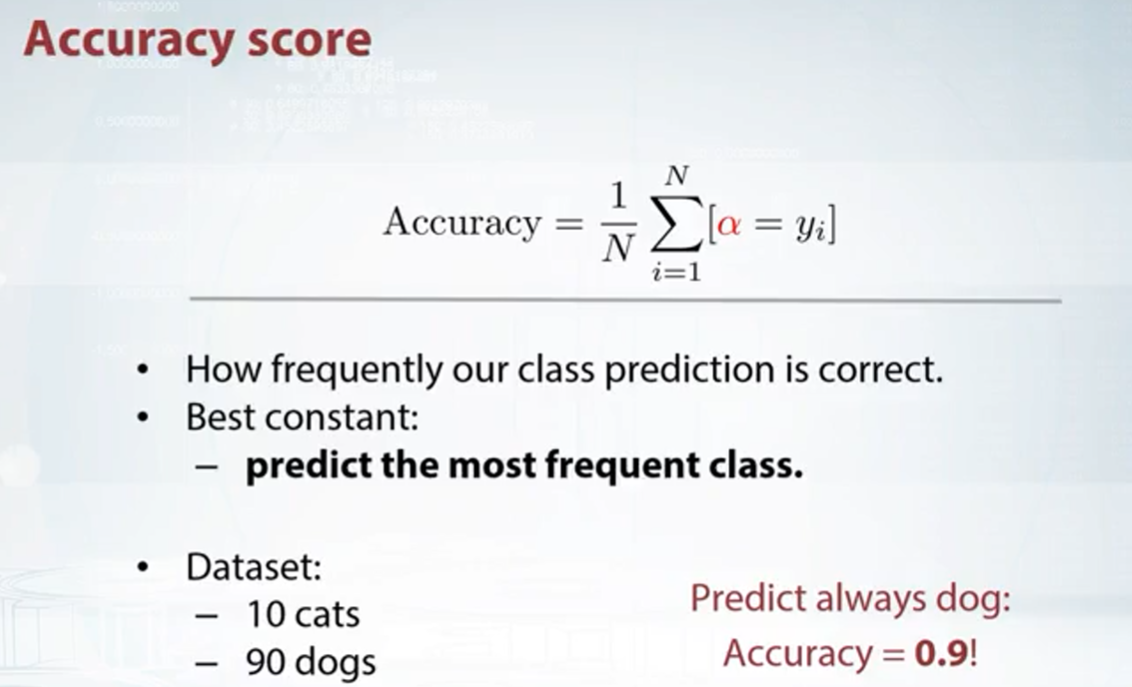 Accuracy score
Accuracy = \frac{1}{N} \sum_{i=1}^{N} [\alpha = y_i]
• How frequently our class prediction is correct.
• Best constant:
– predict the most frequent class.
• Dataset:
– 10 cats
– 90 dogs
Predict always dog:
Accuracy = 0.9!